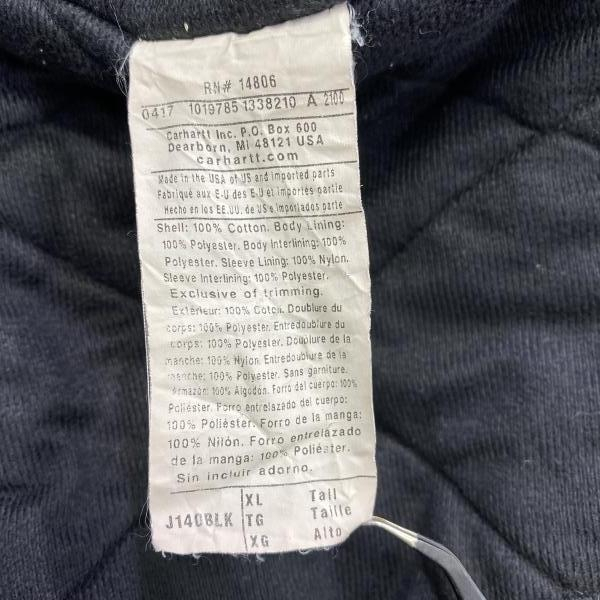 RN# 14806
0417 1019785 1338210 A 2100
Carhartt Inc. P.O. Box 600
Dearborn, MI 48121 USA
carhartt.com
Made in the USA of US and imported parts
Fabriqué aux E-U des E-U et importés partie
Hecho en los EE.UU. de US e importados parte
Shell: 100% Cotton. Body Lining:
100% Polyester. Body Interlining: 100%
Polyester. Sleeve Lining: 100% Nylon.
Sleeve Interlining: 100% Polyester.
Exclusive of trimming.
Extérieur: 100% Coton. Doublure du
corps: 100% Polyester. Entredoublure du
corps: 100% Polyester. Doublure de la
manche: 100% Nylon. Entredoublure de la
manche: 100% Polyester. Sans garniture.
Armazón: 100% Algodón. Forro del cuerpo: 100%
Poliéster. Forro entrelazado del cuerpo:
100% Poliéster. Forro de la manga:
100% Nilón. Forro entrelazado
de la manga: 100% Poliéster.
Sin incluir adorno.
J140BLK XL Tall
TG Taille
XG Alto